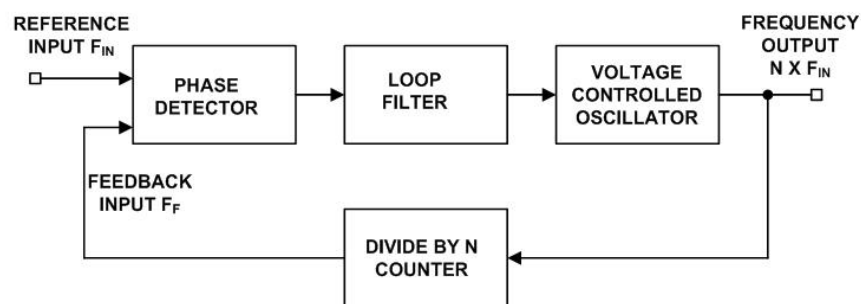 REFERENCE
INPUT FIN
PHASE
DETECTOR
LOOP
FILTER
VOLTAGE
CONTROLLED
OSCILLATOR
FREQUENCY
OUTPUT
N X FIN
FEEDBACK
INPUT FF
DIVIDE BY N
COUNTER